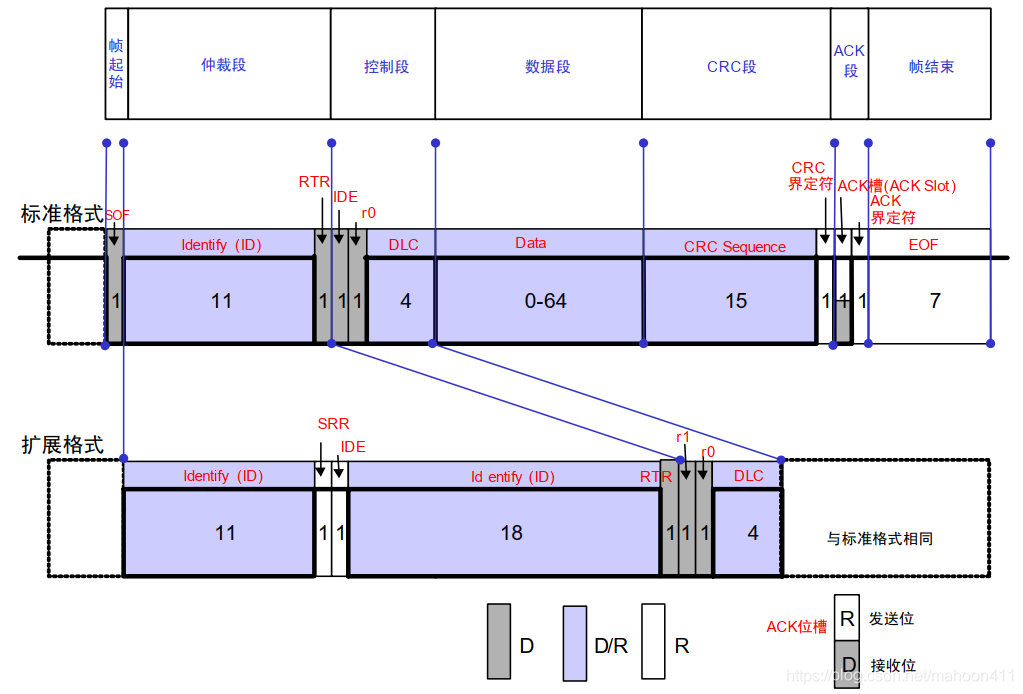 帧起始
仲裁段
控制段
数据段
CRC段
ACK段
帧结束
标准格式
SOF
RTR
IDE
r0
CRC
界定符
ACK槽(ACK Slot)
ACK
界定符
Identify (ID)
DLC
Data
CRC Sequence
EOF
1
11
1
1
1
4
0-64
15
1
1
1
7
扩展格式
SRR
IDE
r1
r0
Identify (ID)
Id entify (ID)
RTR
DLC
11
1
1
18
1
1
1
4
与标准格式相同
D
D/R
R
ACK位槽
R
发送位
D
接收位
https://blog.csdn.net/mahoon411